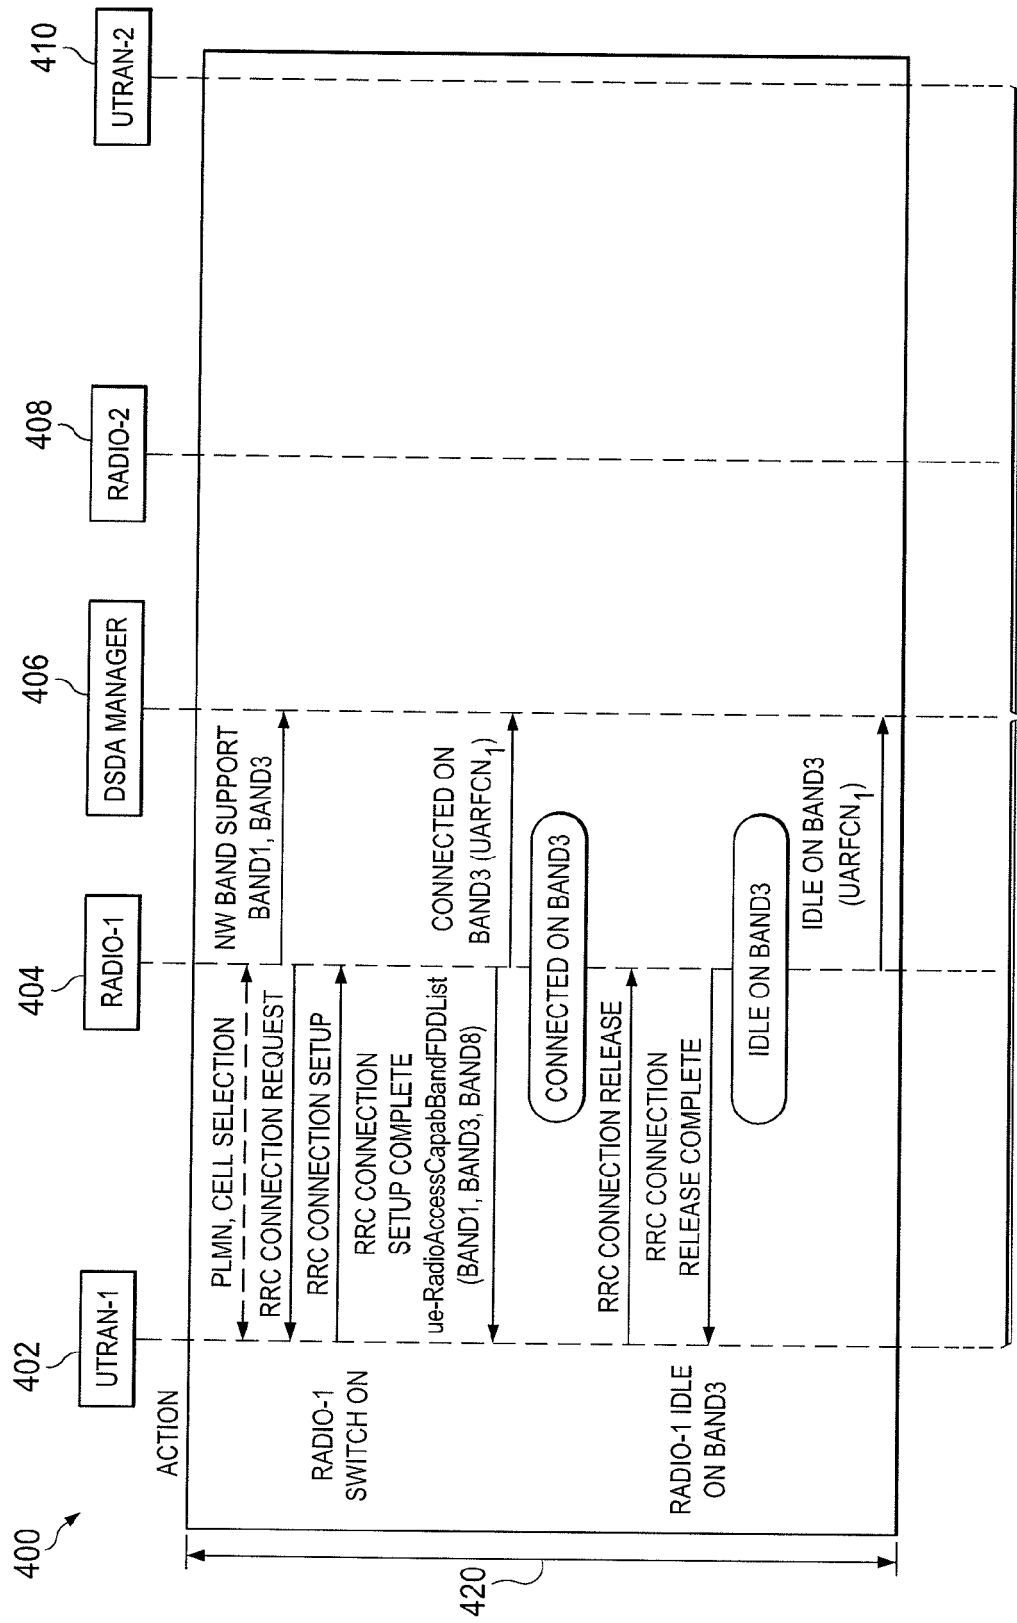 400
ACTION
402
UTRAN-1
404
RADIO-1
406
DSDA MANAGER
408
RADIO-2
410
UTRAN-2
420
RADIO-1
SWITCH ON
PLMN, CELL SELECTION
NW BAND SUPPORT
BAND1, BAND3
RRC CONNECTION REQUEST
RRC CONNECTION SETUP
RRC CONNECTION
SETUP COMPLETE
ue-RadioAccessCapabBandFDDList
(BAND1, BAND3, BAND8)
CONNECTED ON
BAND3 (UARFCN1)
CONNECTED ON BAND3
RADIO-1 IDLE
ON BAND3
RRC CONNECTION RELEASE
RRC CONNECTION
RELEASE COMPLETE
IDLE ON BAND3
IDLE ON BAND3
(UARFCN1)